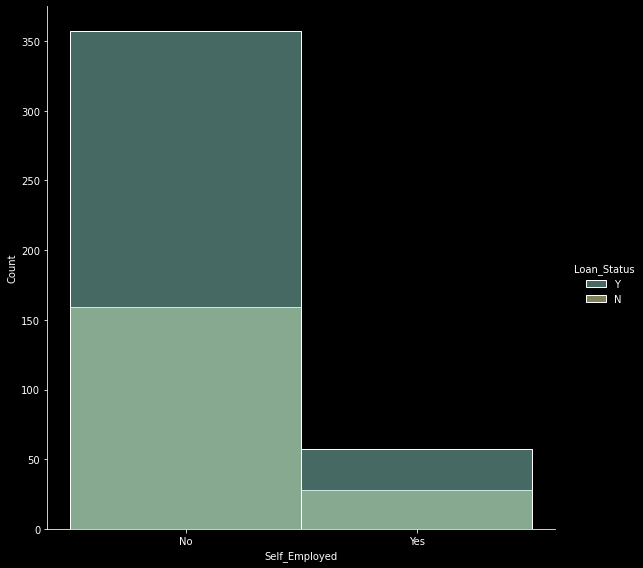 350
300
250
200
150
100
50
0
Count
No
Yes
Self_Employed
Loan_Status
Y
N